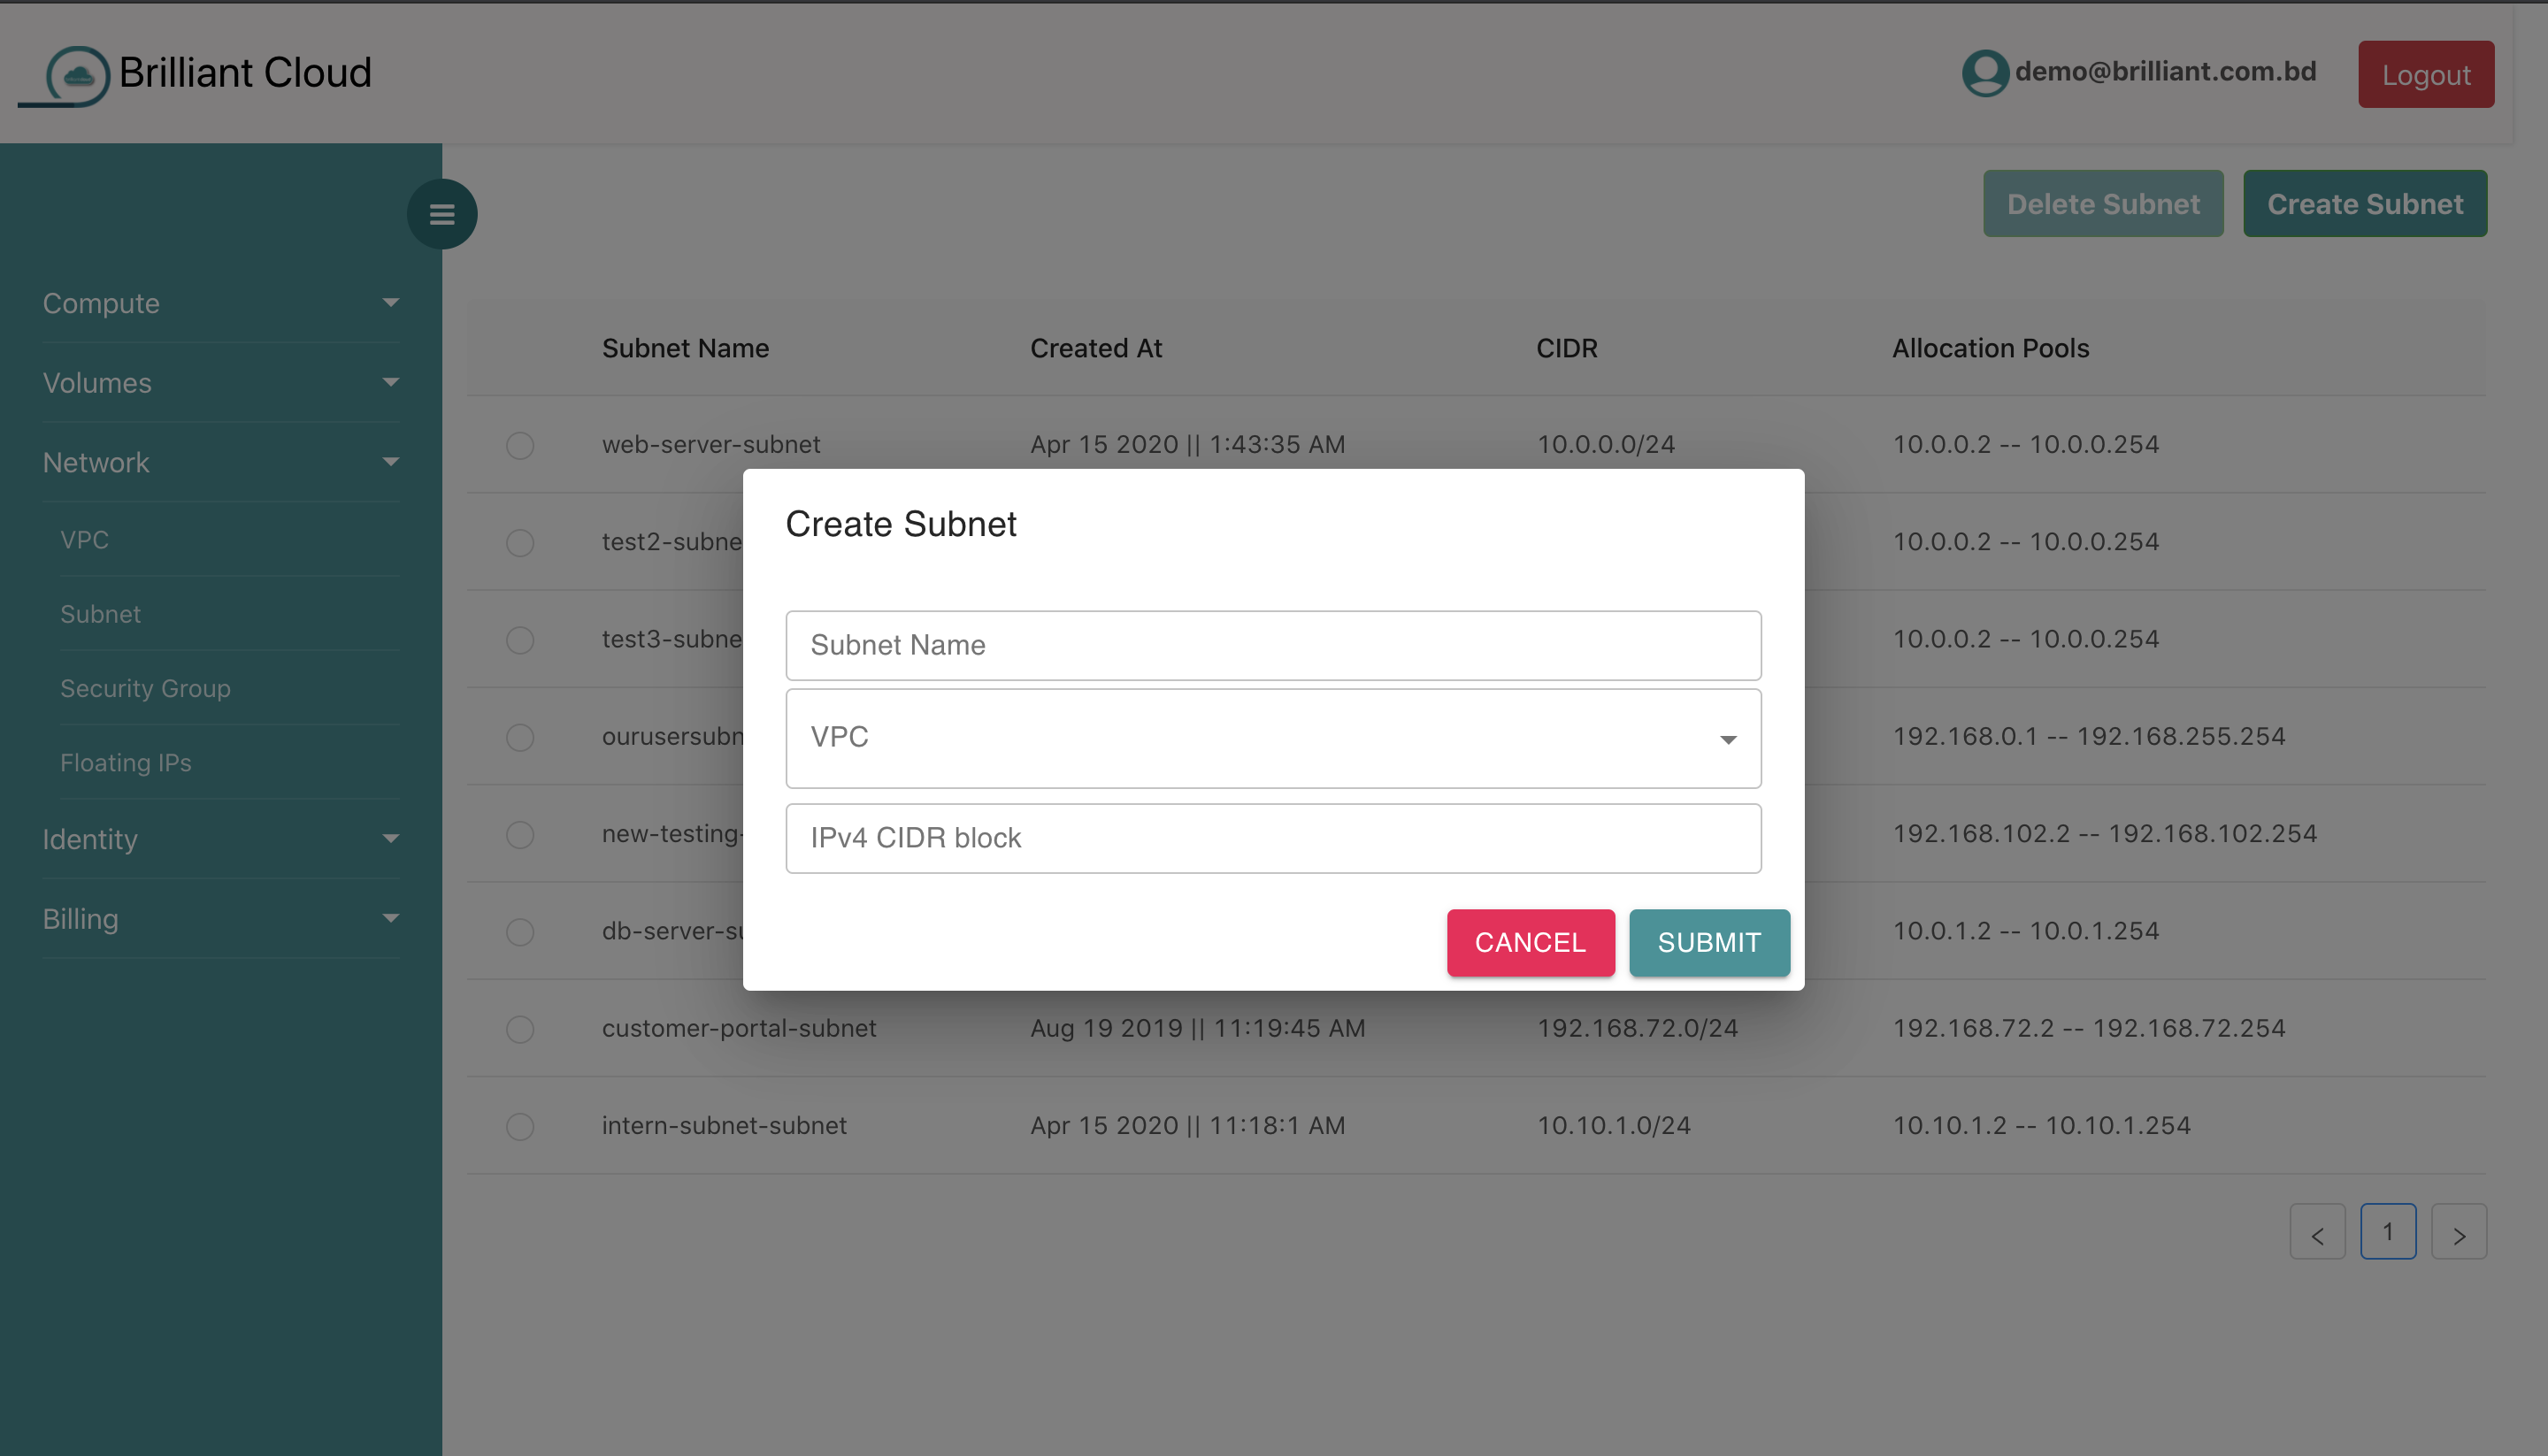 Brilliant Cloud
demo@brilliant.com.bd
Logout
Delete Subnet
Create Subnet
Compute
Volumes
Network
VPC
Subnet
Security Group
Floating IPs
Identity
Billing
Subnet Name Created At CIDR Allocation Pools
web-server-subnet Apr 15 2020 || 1:43:35 AM 10.0.0.0/24 10.0.0.2 -- 10.0.0.254
test2-subne 10.0.0.2 -- 10.0.0.254
test3-subne 10.0.0.2 -- 10.0.0.254
ourusersubn 192.168.0.1 -- 192.168.255.254
new-testing- 192.168.102.2 -- 192.168.102.254
db-server-su 10.0.1.2 -- 10.0.1.254
customer-portal-subnet Aug 19 2019 || 11:19:45 AM 192.168.72.0/24 192.168.72.2 -- 192.168.72.254
intern-subnet-subnet Apr 15 2020 || 11:18:1 AM 10.10.1.0/24 10.10.1.2 -- 10.10.1.254
Create Subnet
Subnet Name
VPC
IPv4 CIDR block
CANCEL
SUBMIT
< 1 >